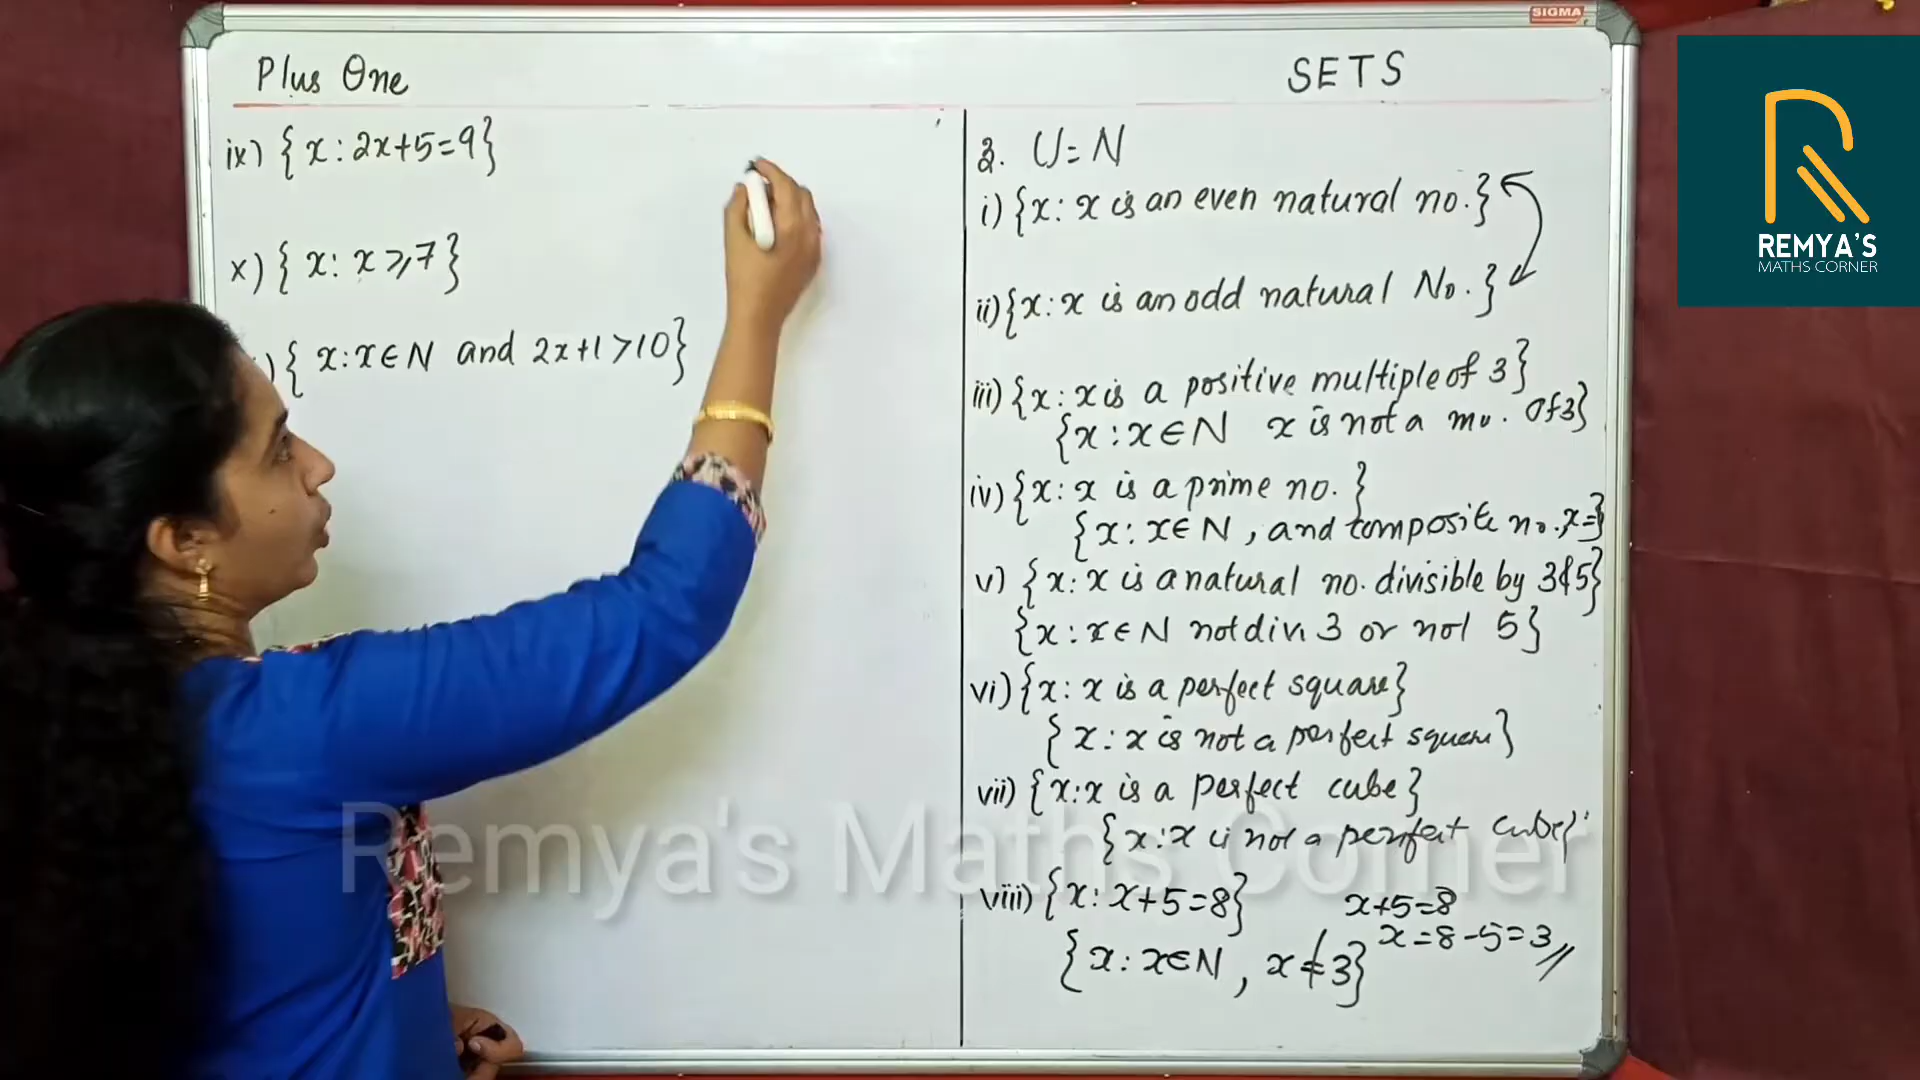 SIGMA
Plus One
SETS
ix) { x : 2x+5=9}
x) { x : x ⩾ 7 }
) { x : x ∈ N and 2x+1 > 10 }
2. U = N
i) {x : x is an even natural no.}
ii) {x : x is an odd natural No.}
iii) {x : x is a positive multiple of 3}
{x : x ∈ N x is not a mu. of 3}
iv) {x : x is a prime no. }
{x : x ∈ N , and composite no., x =}
v) { x : x is a natural no. divisible by 3 & 5}
{x : x ∈ N not div. 3 or not 5 }
vi) {x : x is a perfect square}
{ x : x is not a perfect square}
vii) {x : x is a perfect cube}
{x : x is not a perfect cube}
viii) {x : x+5=8}
x+5=8
x=8-5=3//
{x : x ∈ N , x ≠ 3}
REMYA'S
MATHS CORNER
Remya's Maths Corner